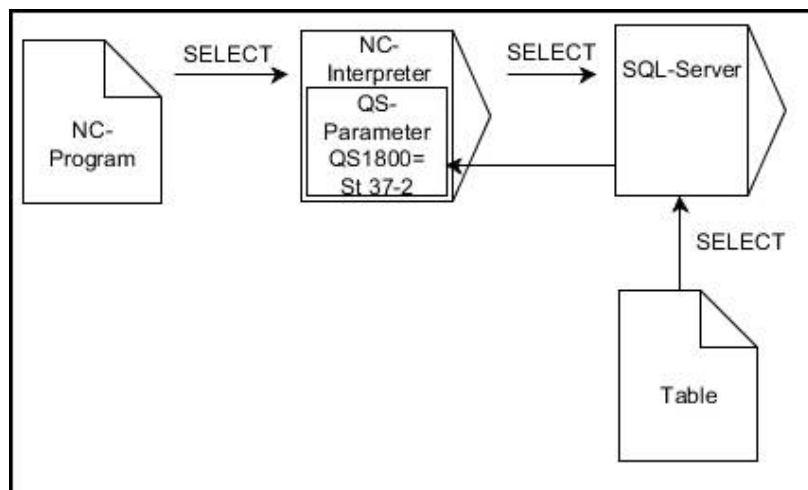 NC-
Program
SELECT
NC-
Interpreter
QS-
Parameter
QS1800=
St 37-2
SELECT
SQL-Server
SELECT
Table